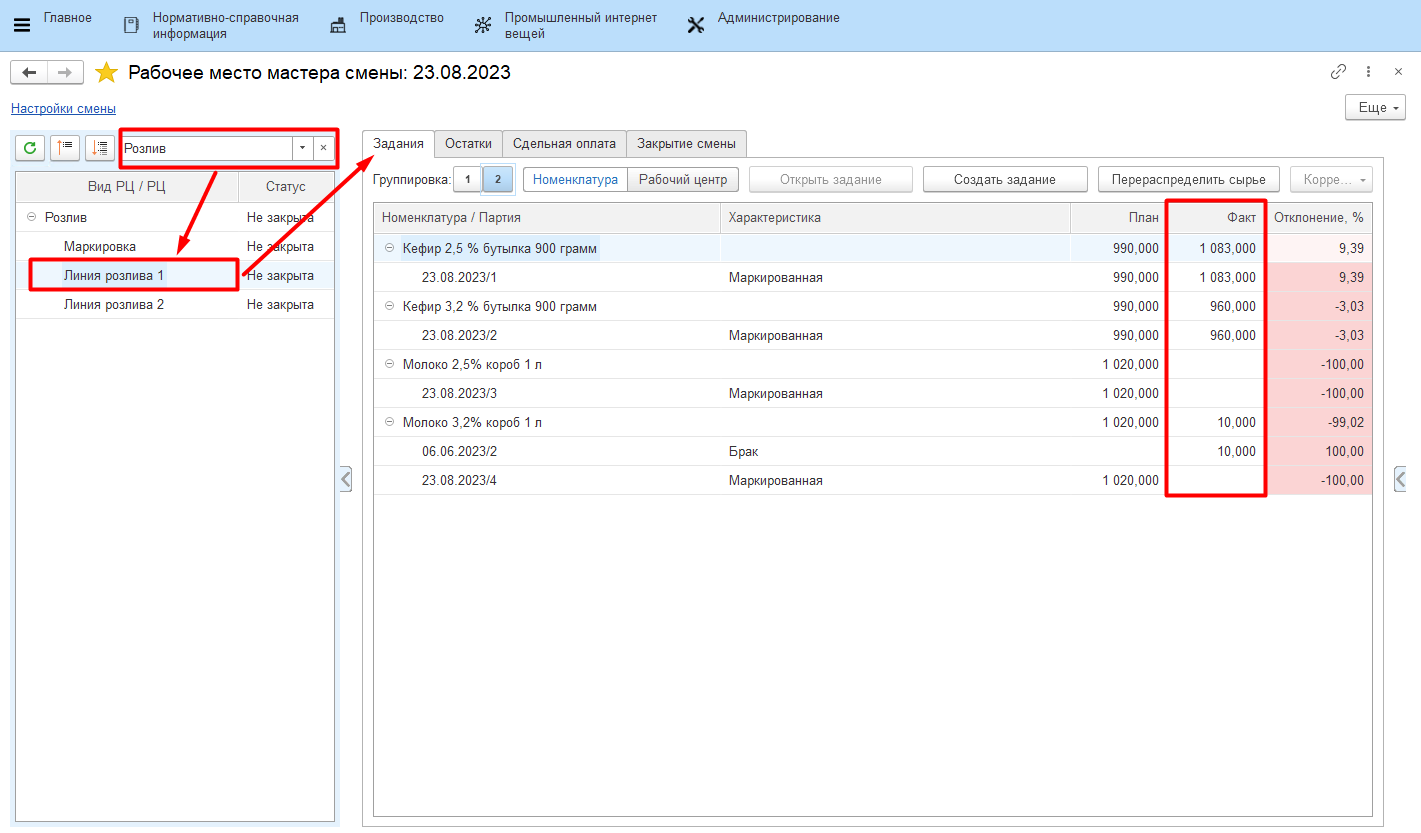 Главное
Нормативно-справочная
информация
Производство
Промышленный интернет
вещей
Администрирование
Рабочее место мастера смены: 23.08.2023
Настройки смены
Еще
Розлив
Вид РЦ / РЦ Статус
Розлив Не закрыта
Маркировка Не закрыта
Линия розлива 1 Не закрыта
Линия розлива 2 Не закрыта
Задания Остатки Сдельная оплата Закрытие смены
Группировка: 1 2 Номенклатура Рабочий центр Открыть задание Создать задание Перераспределить сырье Корре...
Номенклатура / Партия Характеристика План Факт Отклонение, %
Кефир 2,5 % бутылка 900 грамм 990,000 1 083,000 9,39
23.08.2023/1 Маркированная 990,000 1 083,000 9,39
Кефир 3,2 % бутылка 900 грамм 990,000 960,000 -3,03
23.08.2023/2 Маркированная 990,000 960,000 -3,03
Молоко 2,5% короб 1 л 1 020,000 -100,00
23.08.2023/3 Маркированная 1 020,000 -100,00
Молоко 3,2% короб 1 л 1 020,000 10,000 -99,02
06.06.2023/2 Брак 10,000 100,00
23.08.2023/4 Маркированная 1 020,000 -100,00